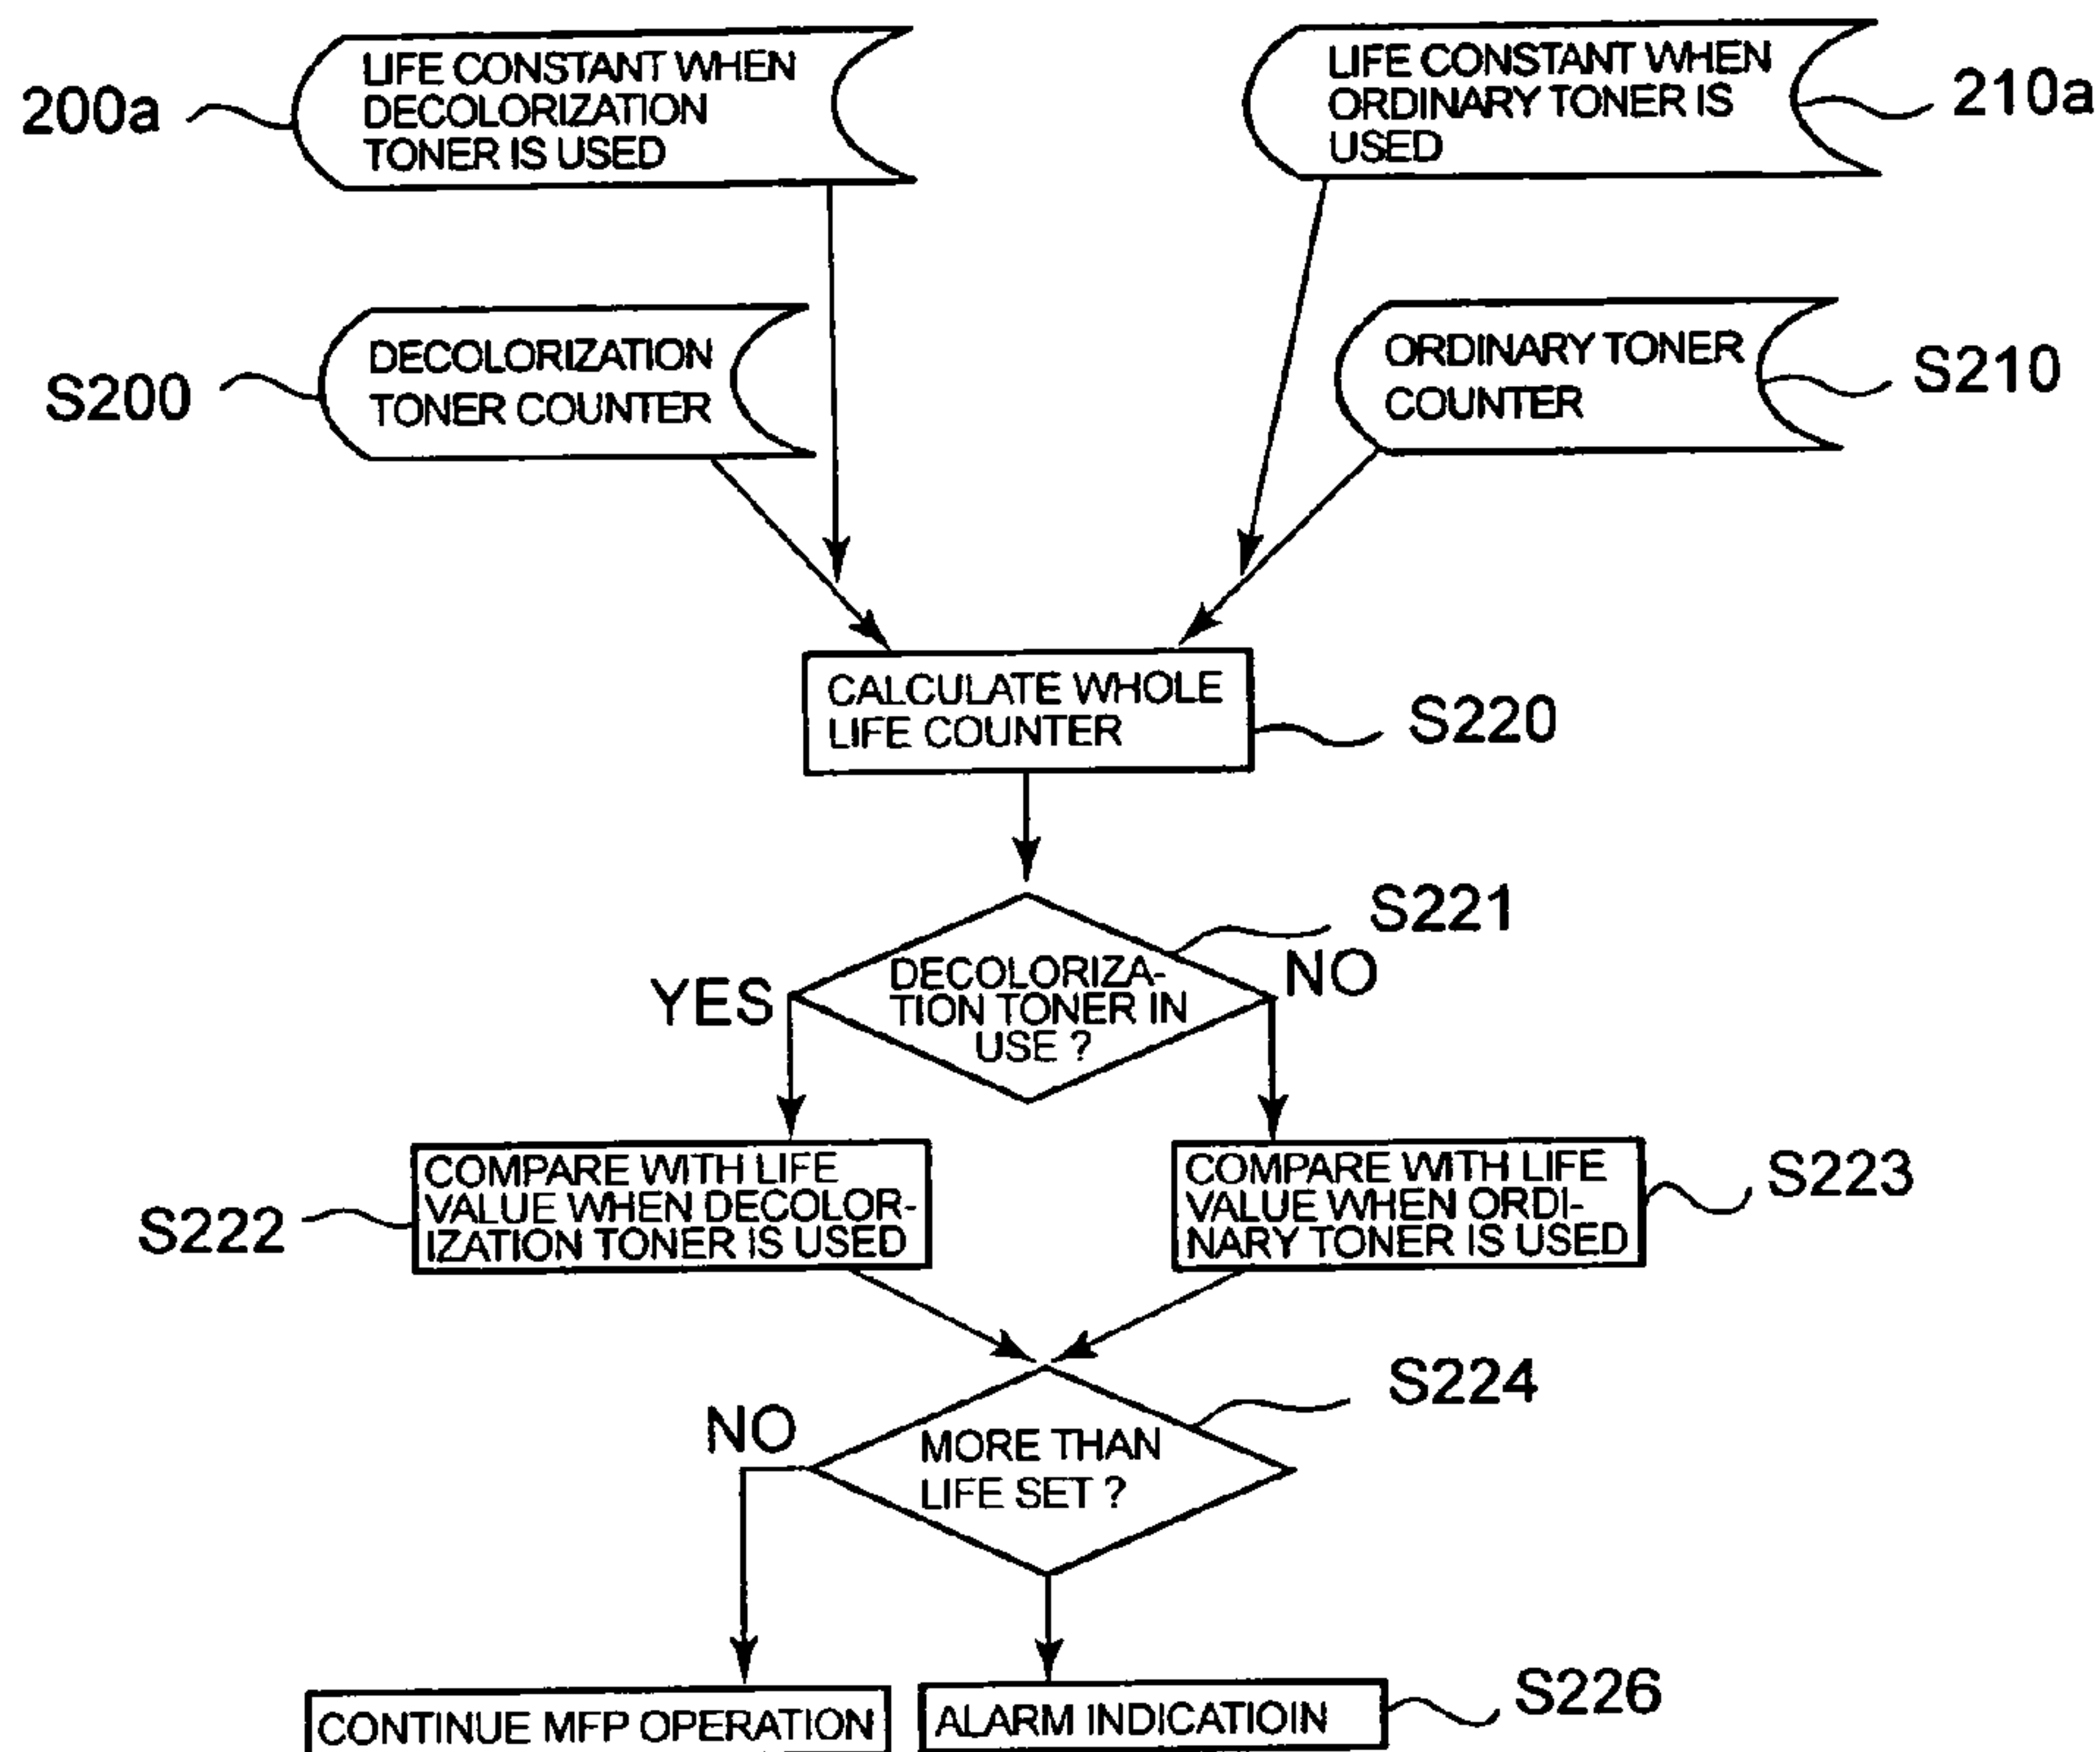 LIFE CONSTANT WHEN
DECOLORIZATION
TONER IS USED
200a
LIFE CONSTANT WHEN
ORDINARY TONER IS
USED
210a
DECOLORIZATION
TONER COUNTER
S200
ORDINARY TONER
COUNTER
S210
CALCULATE WHOLE
LIFE COUNTER
S220
S221
DECOLORIZA-
TION TONER IN
USE ?
YES
NO
COMPARE WITH LIFE
VALUE WHEN DECOLOR-
IZATION TONER IS USED
S222
COMPARE WITH LIFE
VALUE WHEN ORDI-
NARY TONER IS USED
S223
S224
MORE THAN
LIFE SET ?
NO
CONTINUE MFP OPERATION
ALARM INDICATIOIN
S226